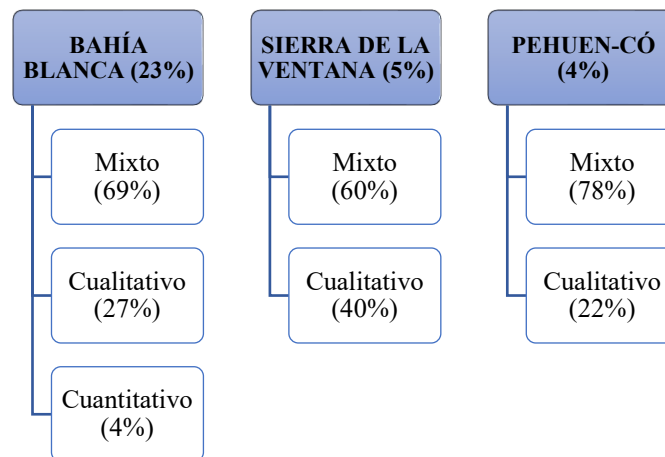 BAHÍA
BLANCA (23%)
Mixto
(69%)
Cualitativo
(27%)
Cuantitativo
(4%)
SIERRA DE LA
VENTANA (5%)
Mixto
(60%)
Cualitativo
(40%)
PEHUEN-CÓ
(4%)
Mixto
(78%)
Cualitativo
(22%)